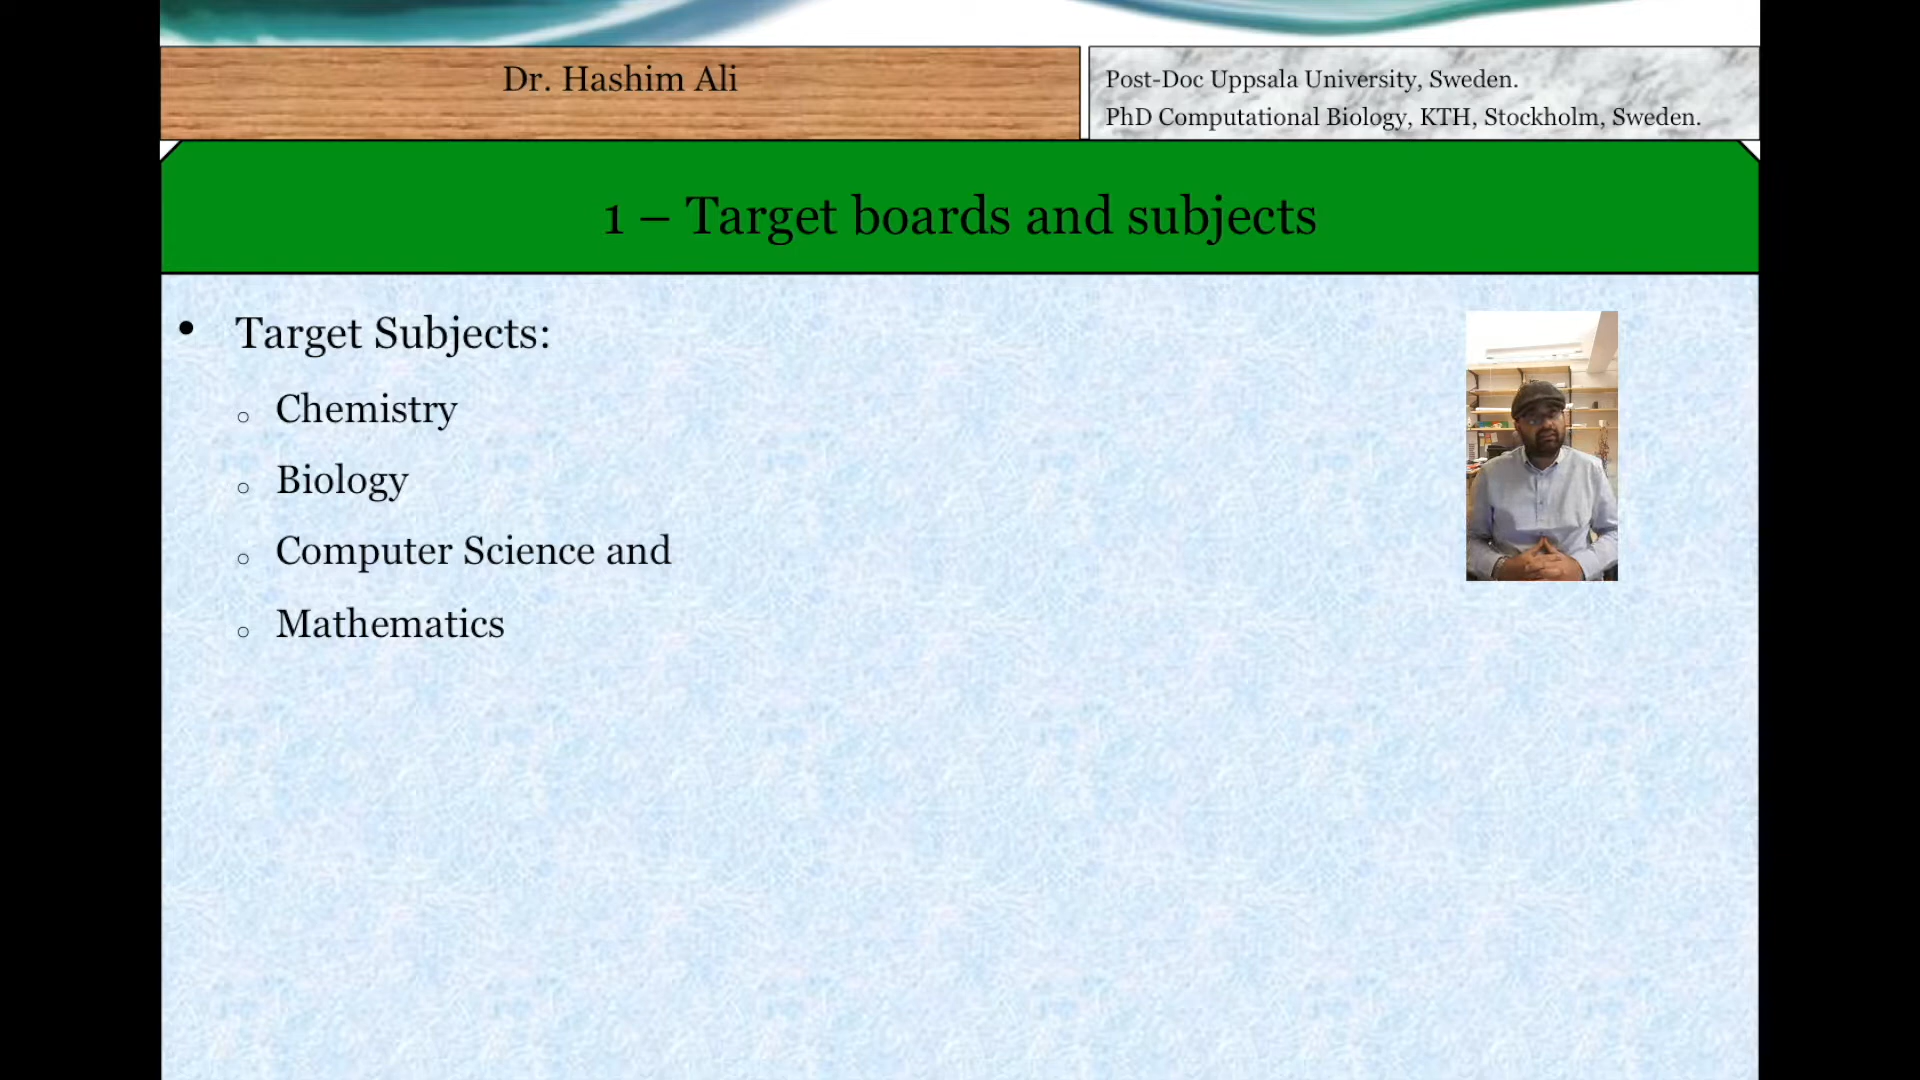 Dr. Hashim Ali
Post-Doc Uppsala University, Sweden.
PhD Computational Biology, KTH, Stockholm, Sweden.
1 – Target boards and subjects
• Target Subjects:
○ Chemistry
○ Biology
○ Computer Science and
○ Mathematics